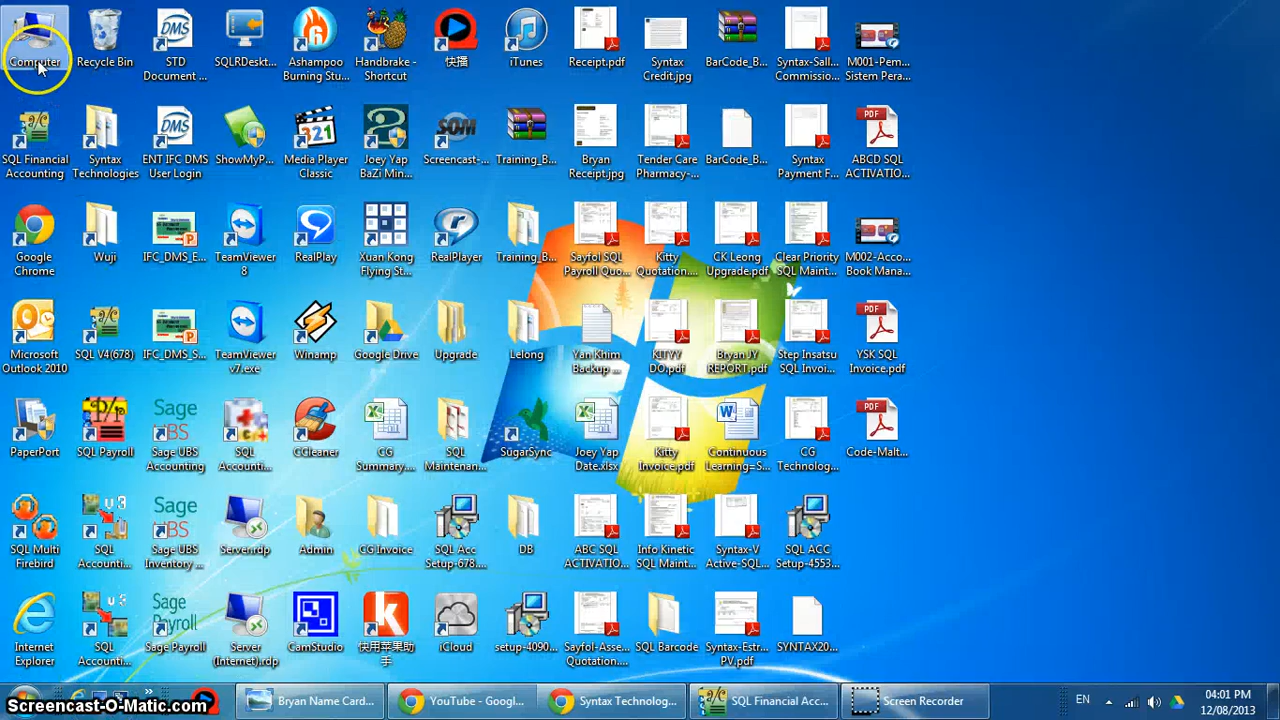 Computer
Recycle Bin
STD
Document ...
SQLRDeskt...
Ashampoo
Burning Stu...
Handbrake -
Shortcut
快播
iTunes
Receipt.pdf
Syntax
Credit.jpg
BarCode_B...
Syntax-Sall...
Commissio...
M001-Pem...
Sistem Pera...
SQL Financial
Accounting
Syntax
Technologies
ENT IFC DMS
User Login
ShowMyP...
Media Player
Classic
Joey Yap
BaZi Min...
Screencast-...
Training_B...
Bryan
Receipt.jpg
Tender Care
Pharmacy-...
BarCode_B...
Syntax
Payment F...
ABCD SQL
ACTIVATIO...
Google
Chrome
Wuji
IFC_DMS_E...
TeamViewer
8
RealPlay
Xuan Kong
Flying St...
RealPlayer
Training_B...
Sayfol SQL
Payroll Quo...
Kitty
Quotation....
CK Leong
Upgrade.pdf
Clear Priority
SQL Maint...
M002-Acco...
Book Mana...
Microsoft
Outlook 2010
SQL V4(678)
IFC_DMS_S...
TeamViewer
7.exe
Winamp
Google Drive
Upgrade
Lelong
Yan Khim
Backup ...
KITYY
DO.pdf
Bryan JY
REPORT.pdf
Step Insatsu
SQL Invoi...
YSK SQL
Invoice.pdf
PaperPort
SQL Payroll
Sage UBS
Accounting
SQL
Accounti...
CCleaner
CG
Summary....
SQL
Maintenan...
SugarSync
Joey Yap
Date.xlsx
Kitty
Invoice.pdf
Continuous
Learning=S...
CG
Technolog...
Code-Malt...
SQL Multi
Firebird
SQL
Accounti...
Sage UBS
Inventory ...
Server.rdp
Admin
CG Invoice
SQL Acc
Setup-678....
DB
ABC SQL
ACTIVATIO...
Info Kinetic
SQL Maint...
Syntax-V
Active-SQL...
SQL ACC
Setup-4553...
Internet
Explorer
SQL
Accounti...
Sage Payroll
Server
(Internet).rdp
CamStudio
快用苹果助
手
iCloud
setup-4090...
Sayfol-Asse...
Quotation....
SQL Barcode
Syntax-Estr...
PV.pdf
SYNTAX20...
Bryan Name Ca...
YouTube - Googl...
Syntax Technolog...
SQL Financial Acc...
Screen Recorder
EN
04:01 PM
12/08/2013
Screencast-O-Matic.com